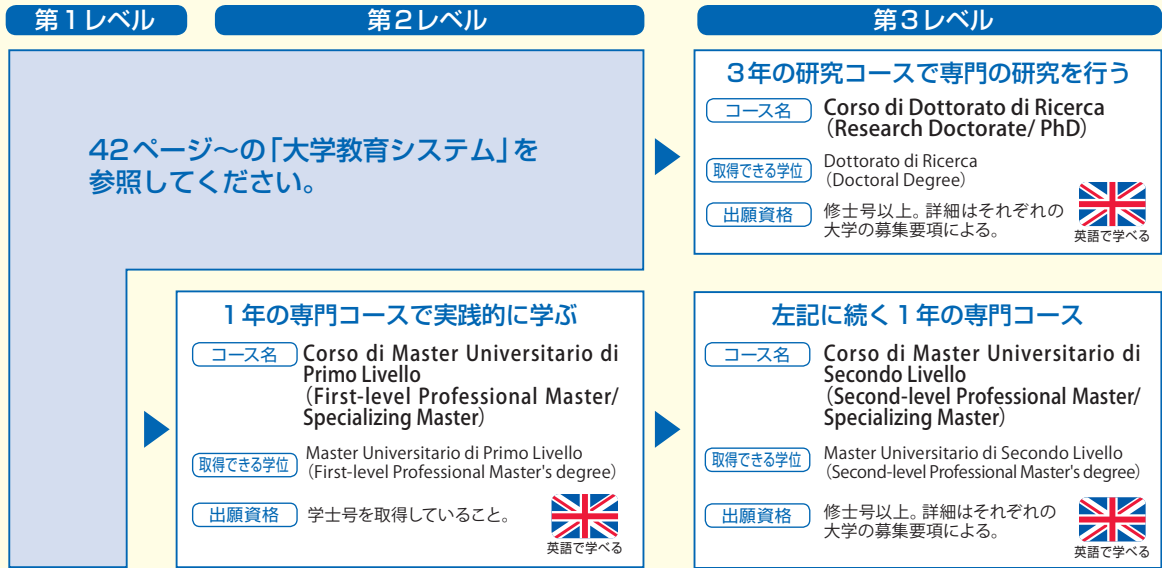 第1レベル
第2レベル
第3レベル
42ページ〜の「大学教育システム」を
参照してください。
3年の研究コースで専門の研究を行う
コース名
Corso di Dottorato di Ricerca
（Research Doctorate/ PhD）
取得できる学位
Dottorato di Ricerca
（Doctoral Degree）
出願資格
修士号以上。詳細はそれぞれの
大学の募集要項による。
英語で学べる
1年の専門コースで実践的に学ぶ
コース名
Corso di Master Universitario di
Primo Livello
（First-level Professional Master/
Specializing Master）
取得できる学位
Master Universitario di Primo Livello
（First-level Professional Master's degree）
出願資格
学士号を取得していること。
英語で学べる
左記に続く1年の専門コース
コース名
Corso di Master Universitario di
Secondo Livello
（Second-level Professional Master/
Specializing Master）
取得できる学位
Master Universitario di Secondo Livello
（Second-level Professional Master's degree）
出願資格
修士号以上。詳細はそれぞれの
大学の募集要項による。
英語で学べる